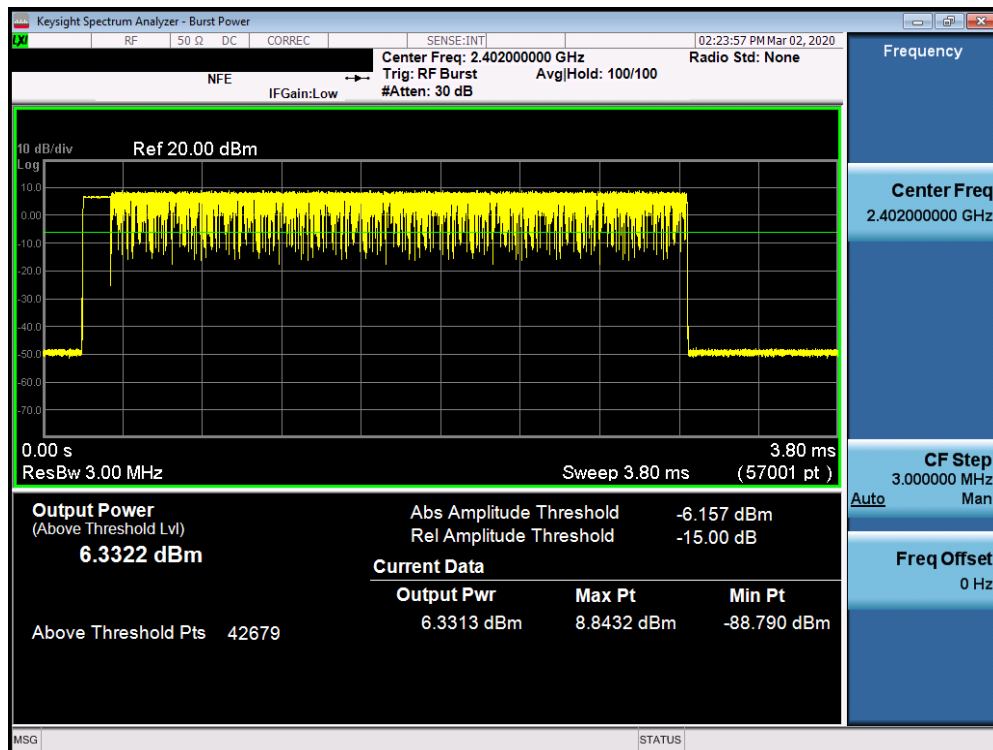 Keysight Spectrum Analyzer - Burst Power
LXI
RF 50 Ω DC CORREC SENSE:INT 02:23:57 PM Mar 02, 2020
Center Freq: 2.402000000 GHz Radio Std: None
NFE Trig: RF Burst Avg|Hold: 100/100
IFGain:Low #Atten: 30 dB
10 dB/div Ref 20.00 dBm
Log
10.0
0.00
-10.0
-20.0
-30.0
-40.0
-50.0
-60.0
-70.0
0.00 s 3.80 ms
ResBw 3.00 MHz Sweep 3.80 ms (57001 pt )
Output Power
(Above Threshold Lvl)
6.3322 dBm
Above Threshold Pts 42679
Abs Amplitude Threshold -6.157 dBm
Rel Amplitude Threshold -15.00 dB
Current Data
Output Pwr Max Pt Min Pt
6.3313 dBm 8.8432 dBm -88.790 dBm
Frequency
Center Freq
2.402000000 GHz
CF Step
3.000000 MHz
Auto Man
Freq Offset
0 Hz
MSG STATUS